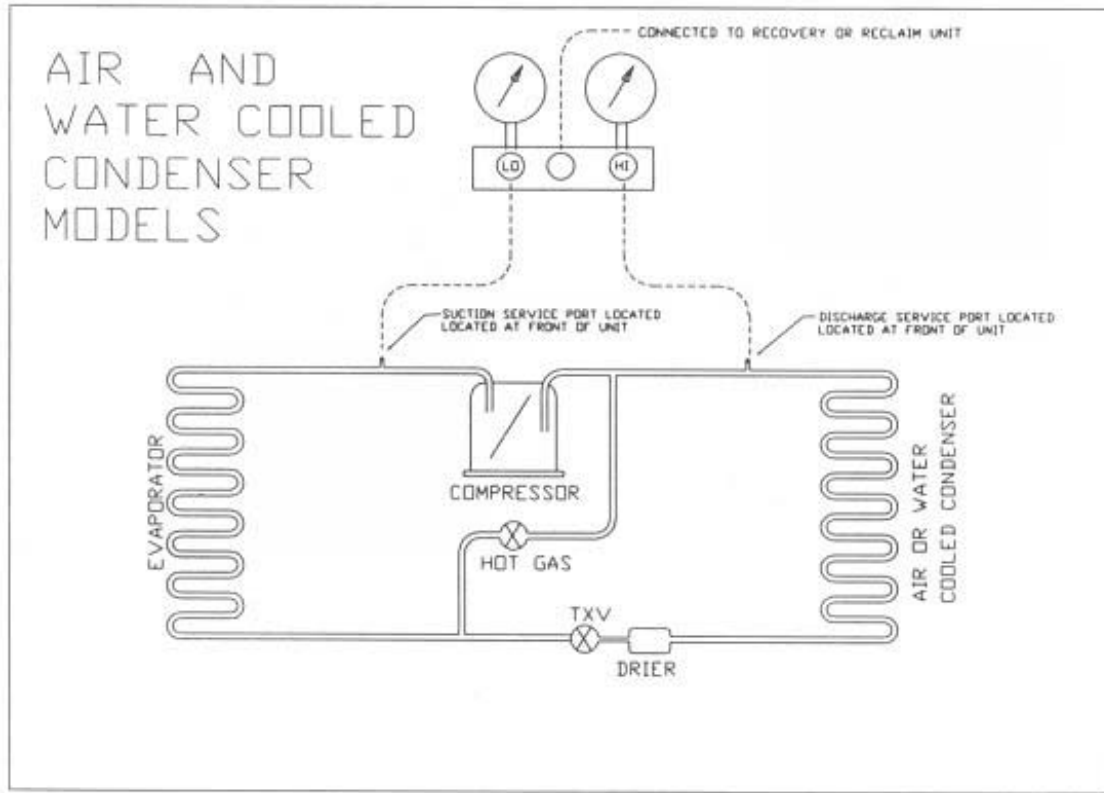 AIR AND
WATER COOLED
CONDENSER
MODELS
CONNECTED TO RECOVERY OR RECLAIM UNIT
LO
HI
SUCTION SERVICE PORT LOCATED
LOCATED AT FRONT OF UNIT
DISCHARGE SERVICE PORT LOCATED
LOCATED AT FRONT OF UNIT
EVAPORATOR
COMPRESSOR
HOT GAS
AIR OR WATER
COOLED CONDENSER
TXV
DRIER